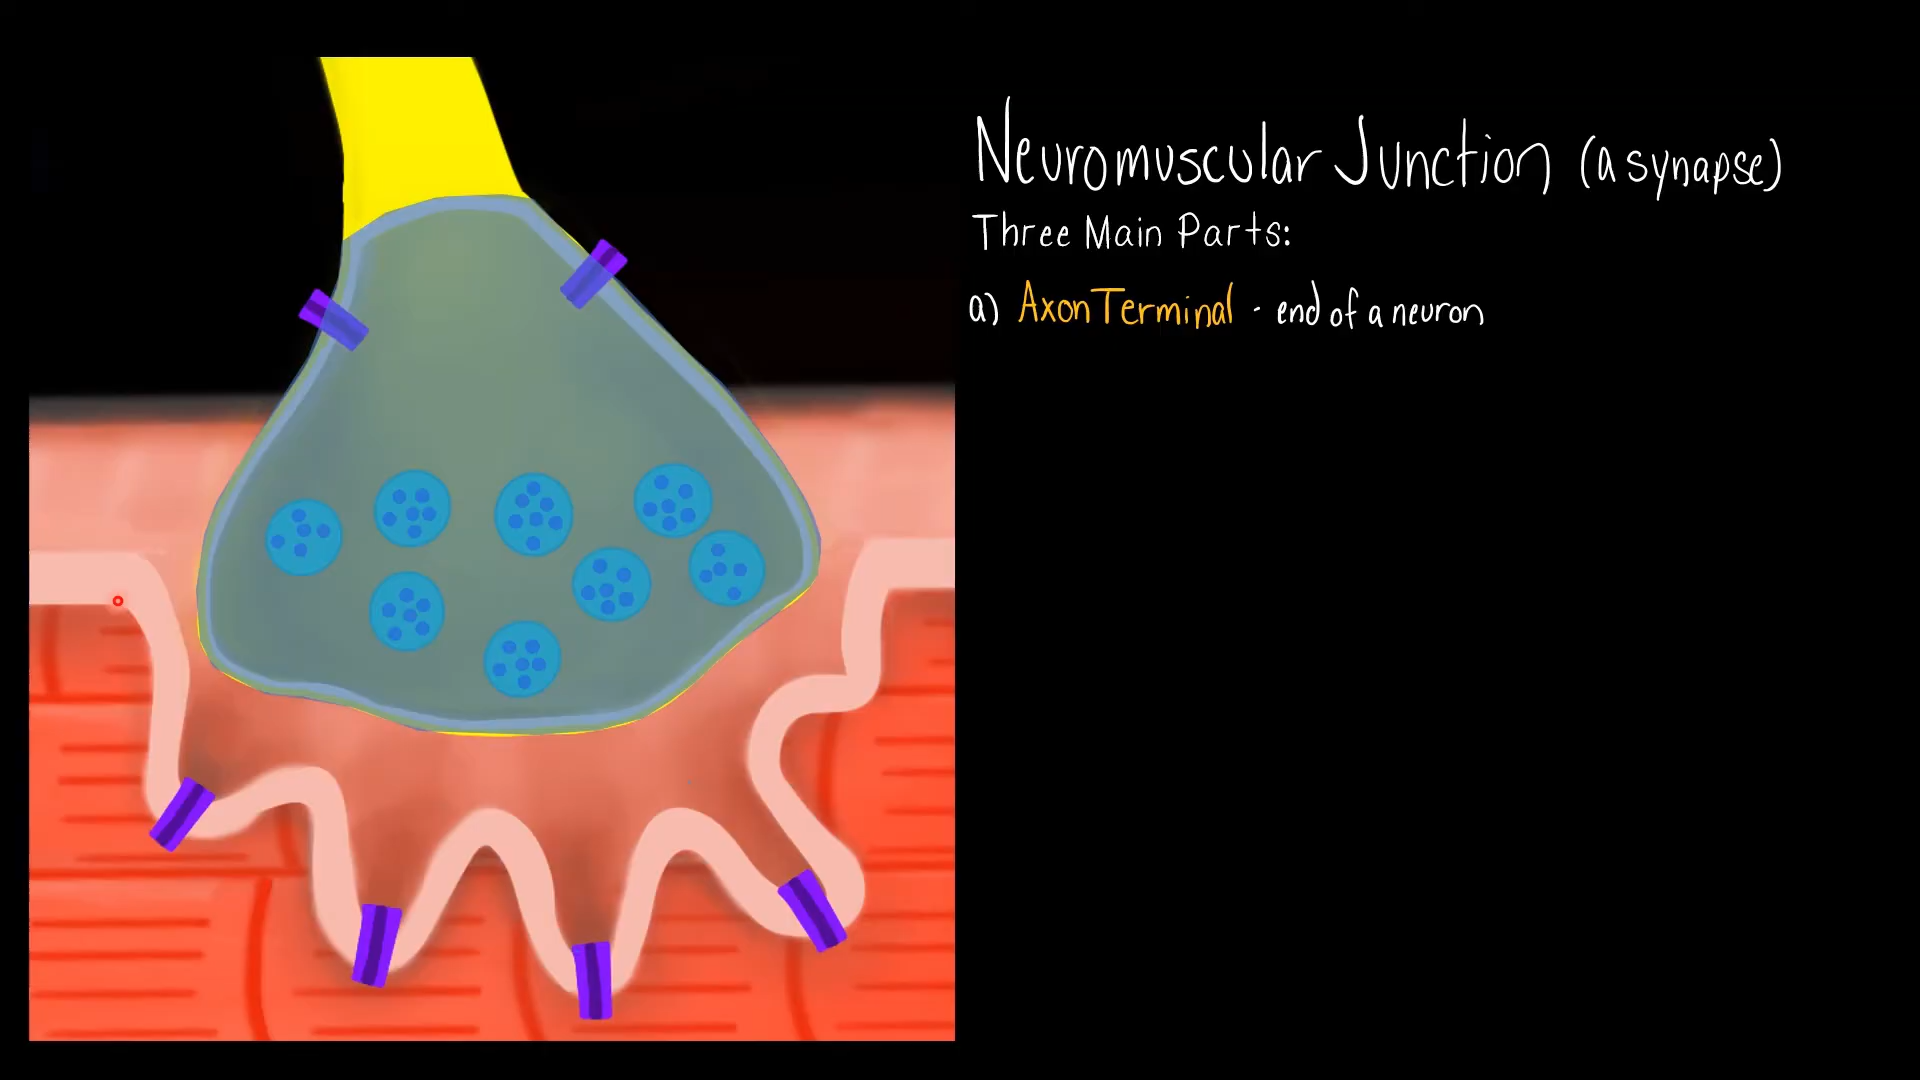 Neuromuscular Junction (a synapse)
Three Main Parts:
a) Axon Terminal - end of a neuron